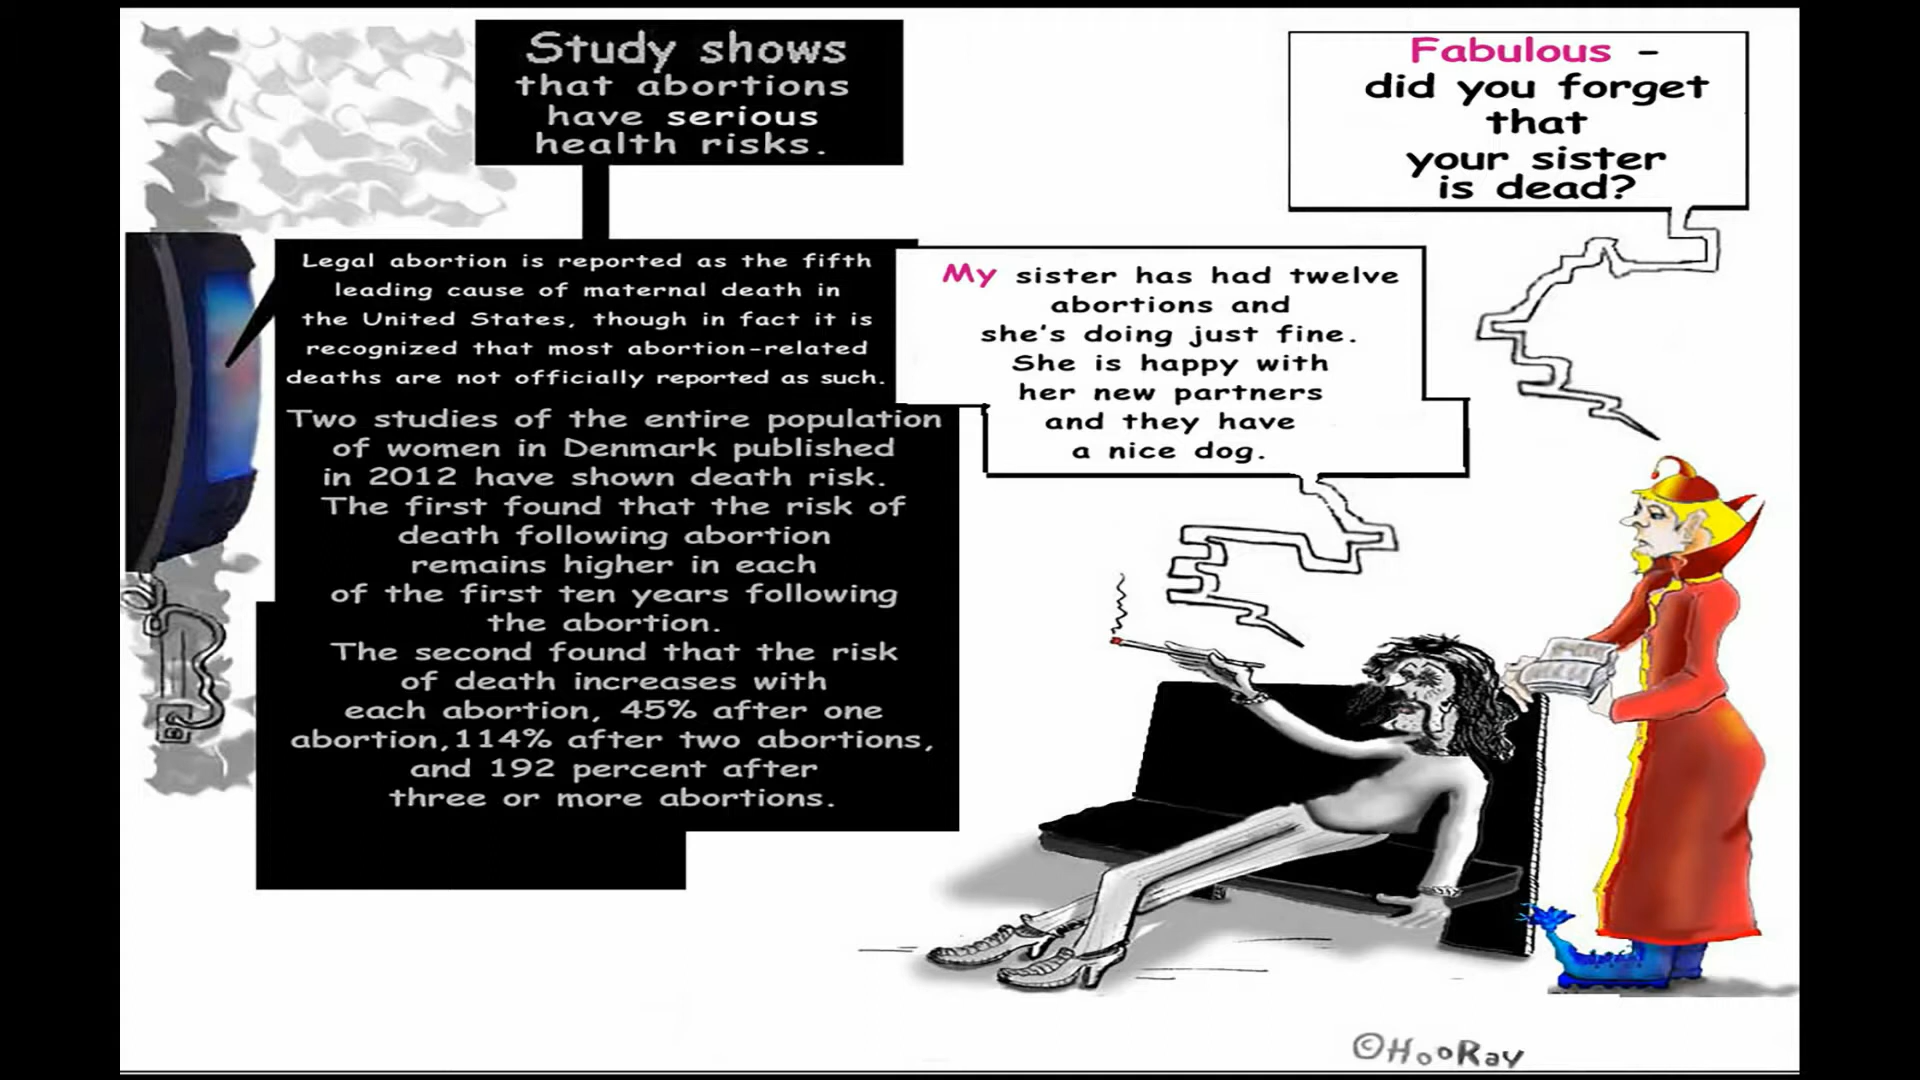 Study shows
that abortions
have serious
health risks.
Legal abortion is reported as the fifth
leading cause of maternal death in
the United States, though in fact it is
recognized that most abortion-related
deaths are not officially reported as such.
Two studies of the entire population
of women in Denmark published
in 2012 have shown death risk.
The first found that the risk of
death following abortion
remains higher in each
of the first ten years following
the abortion.
The second found that the risk
of death increases with
each abortion, 45% after one
abortion,114% after two abortions,
and 192 percent after
three or more abortions.
My sister has had twelve
abortions and
she's doing just fine.
She is happy with
her new partners
and they have
a nice dog.
Fabulous -
did you forget
that
your sister
is dead?
©HooRay